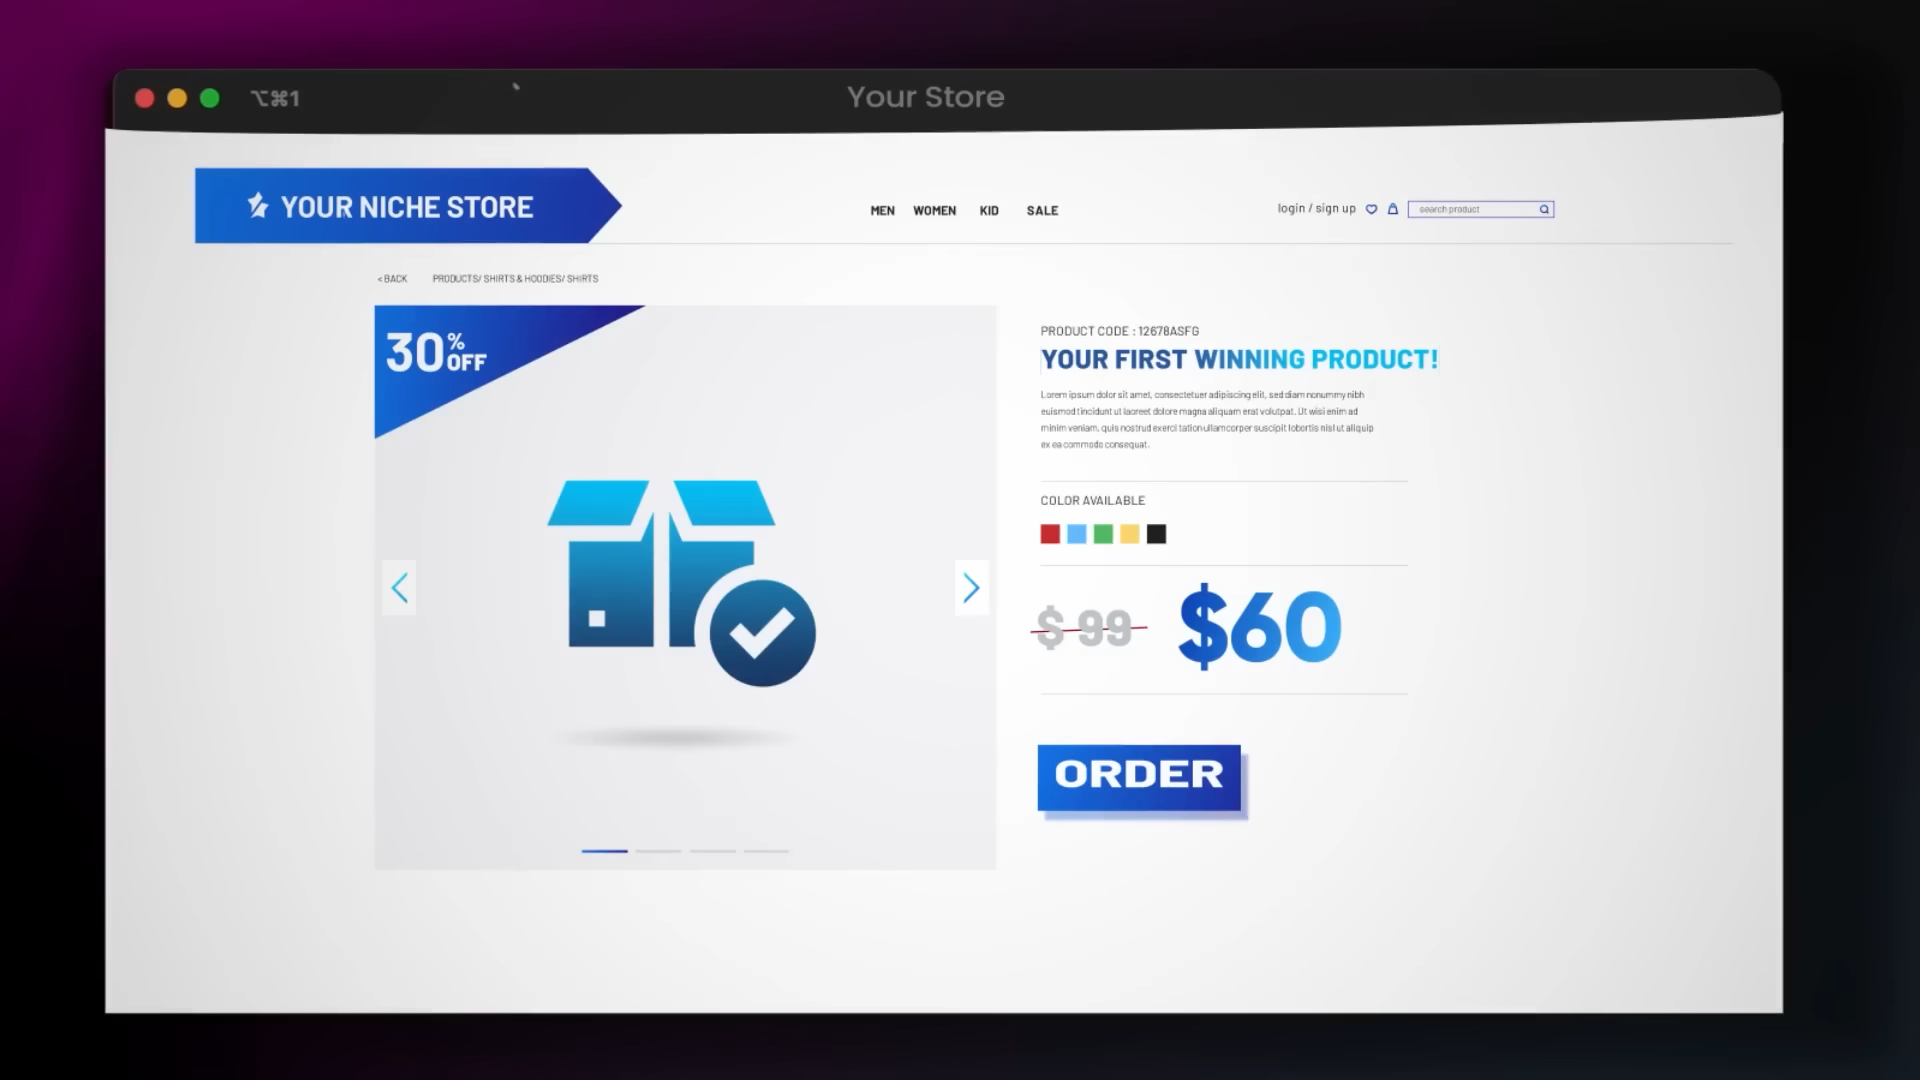 ⌥⌘1
Your Store
YOUR NICHE STORE
MEN WOMEN KID SALE
login / sign up
search product
< BACK PRODUCTS/ SHIRTS & HOODIES/ SHIRTS
30% OFF
PRODUCT CODE : 12678ASFG
YOUR FIRST WINNING PRODUCT!
Lorem ipsum dolor sit amet, consectetuer adipiscing elit, sed diam nonummy nibh
euismod tincidunt ut laoreet dolore magna aliquam erat volutpat. Ut wisi enim ad
minim veniam, quis nostrud exerci tation ullamcorper suscipit lobortis nisl ut aliquip
ex ea commodo consequat.
COLOR AVAILABLE
$ 99 $60
ORDER